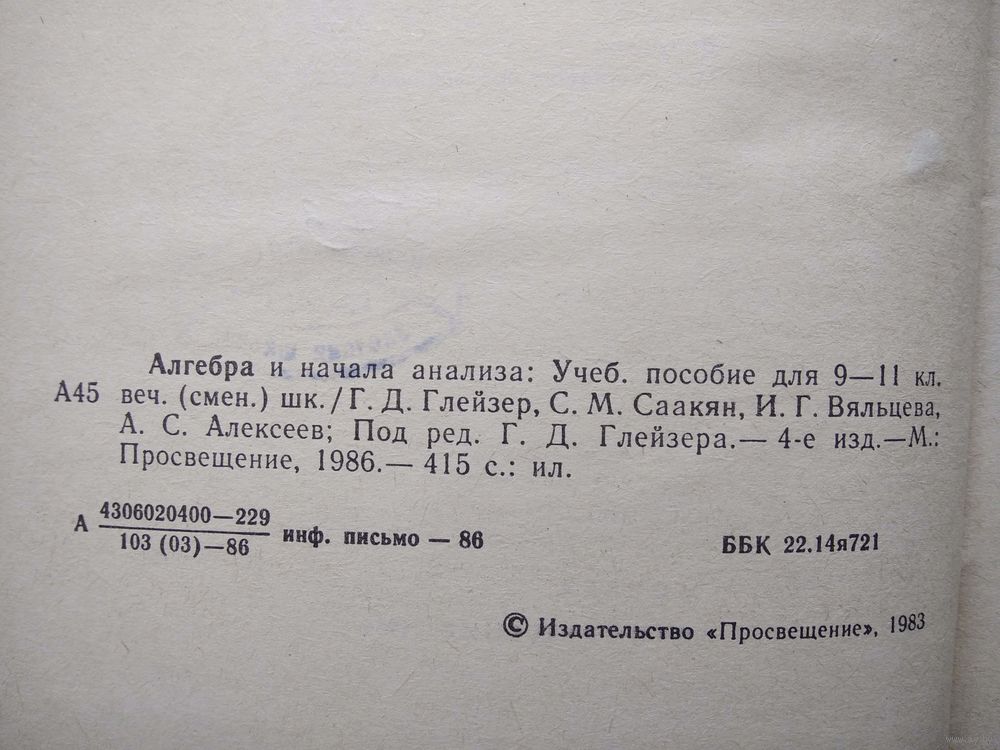 Алгебра и начала анализа: Учеб. пособие для 9—11 кл.
А45 веч. (смен.) шк./Г. Д. Глейзер, С. М. Саакян, И. Г. Вяльцева,
А. С. Алексеев; Под ред. Г. Д. Глейзера.— 4-е изд.—М.:
Просвещение, 1986.— 415 с.: ил.
4306020400—229
А инф. письмо — 86
103 (03)—86
ББК 22.14я721
© Издательство «Просвещение», 1983